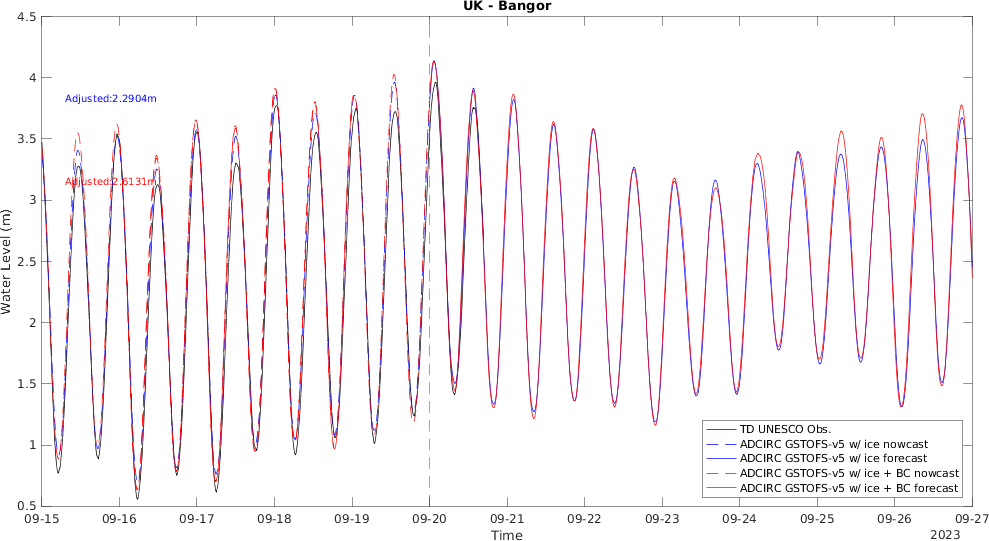 UK - Bangor
4.5
4
3.5
3
2.5
2
1.5
1
0.5
Water Level (m)
Adjusted:2.2904m
Adjusted:2.6131m
TD UNESCO Obs.
ADCIRC GSTOFS-v5 w/ ice nowcast
ADCIRC GSTOFS-v5 w/ ice forecast
ADCIRC GSTOFS-v5 w/ ice + BC nowcast
ADCIRC GSTOFS-v5 w/ ice + BC forecast
09-15 09-16 09-17 09-18 09-19 09-20 09-21 09-22 09-23 09-24 09-25 09-26 09-27
Time
2023